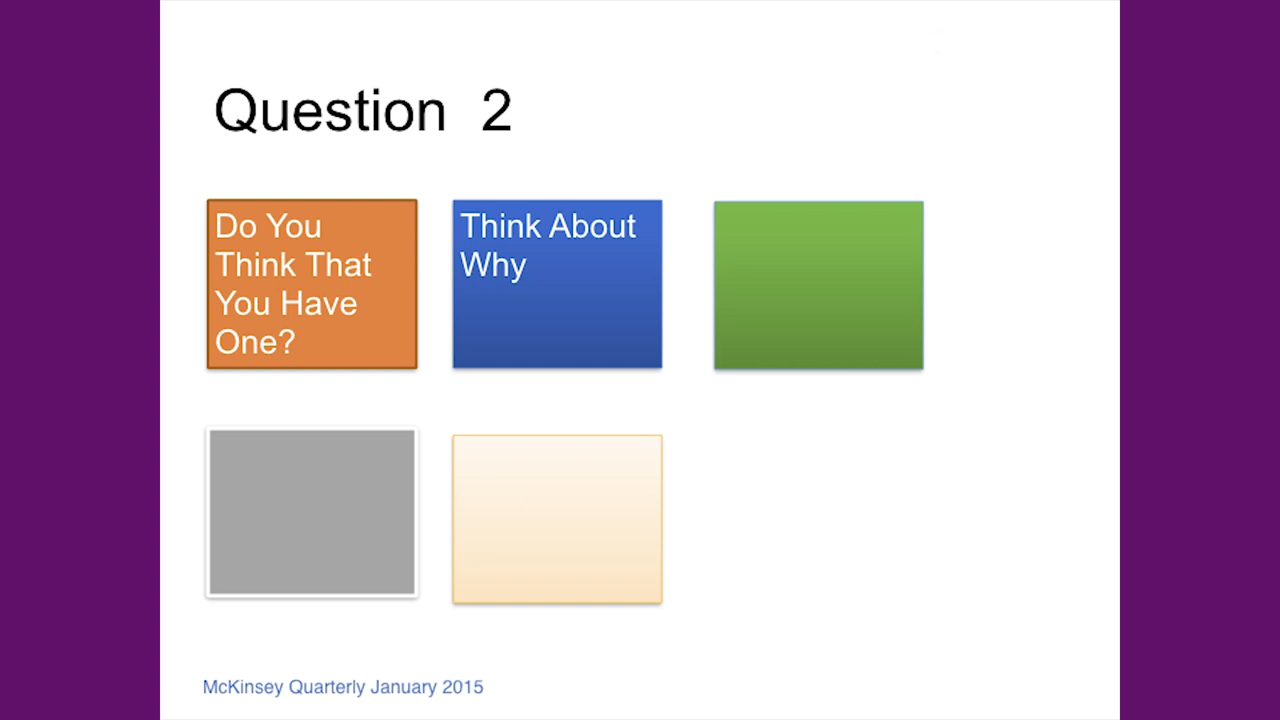 Question 2
Do You
Think That
You Have
One?
Think About
Why
McKinsey Quarterly January 2015